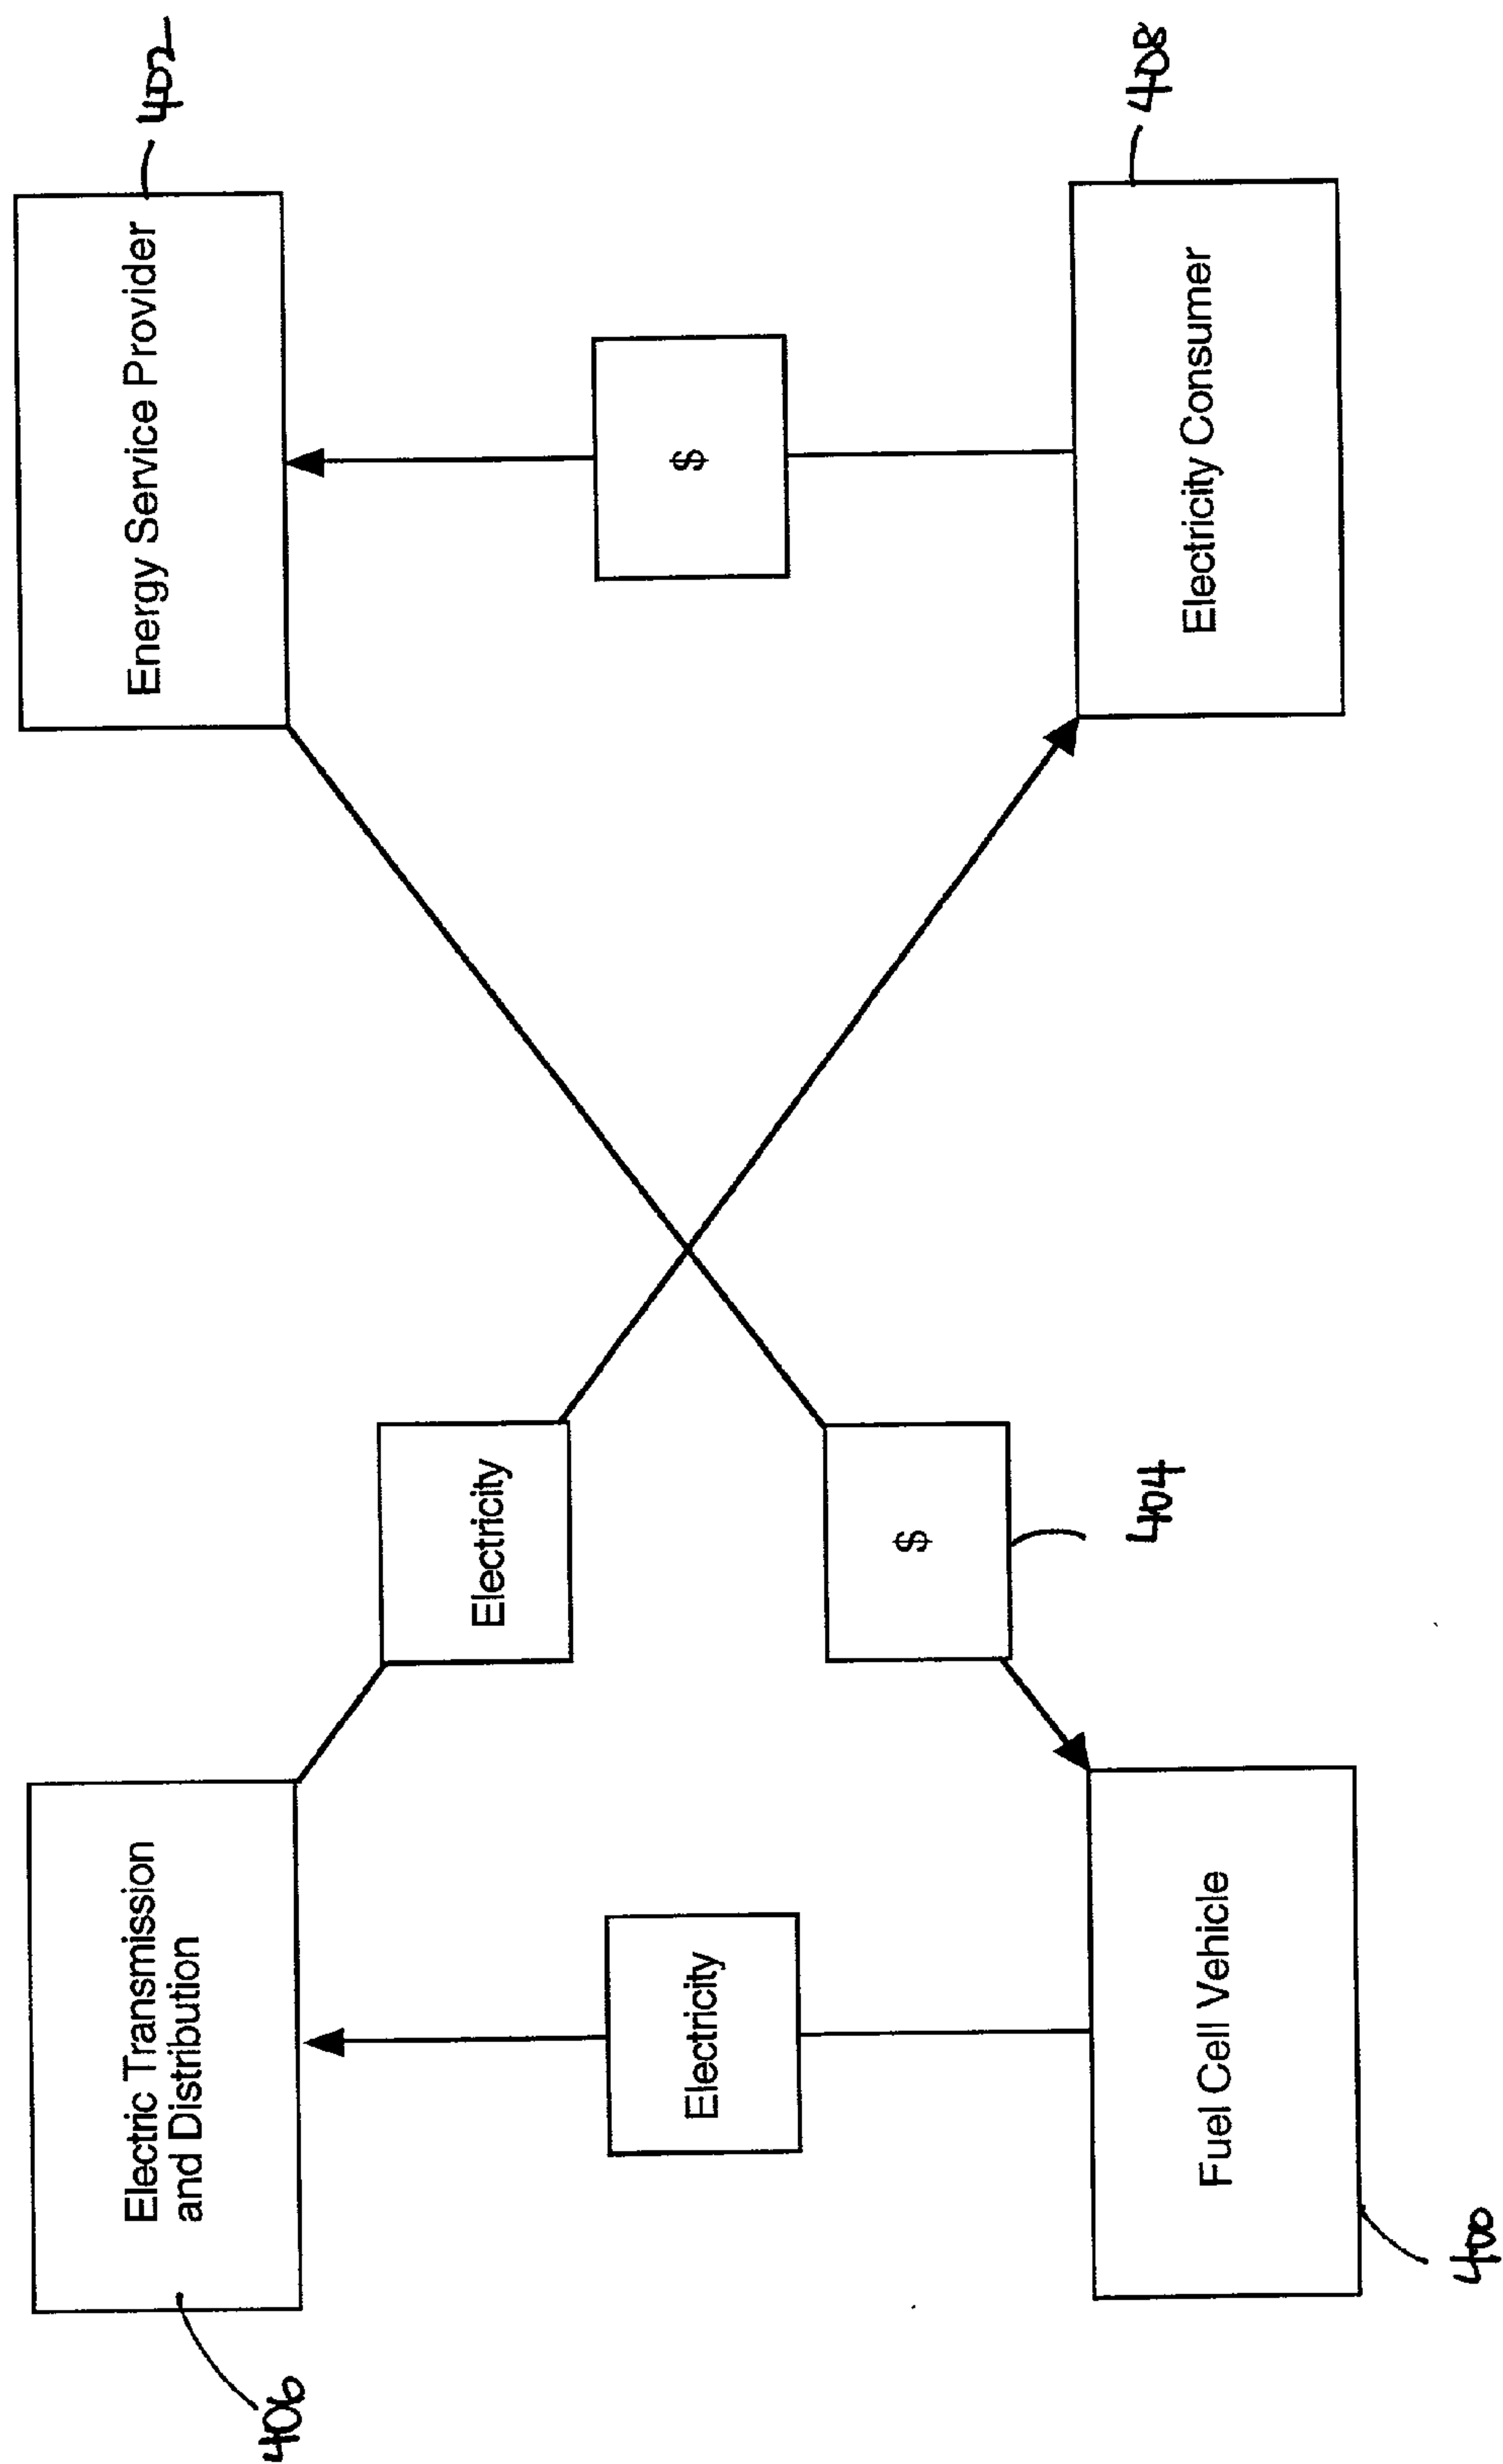 406
Electric Transmission
and Distribution
Energy Service Provider
402
Electricity
Electricity
$
$
404
Fuel Cell Vehicle
Electricity Consumer
408
400